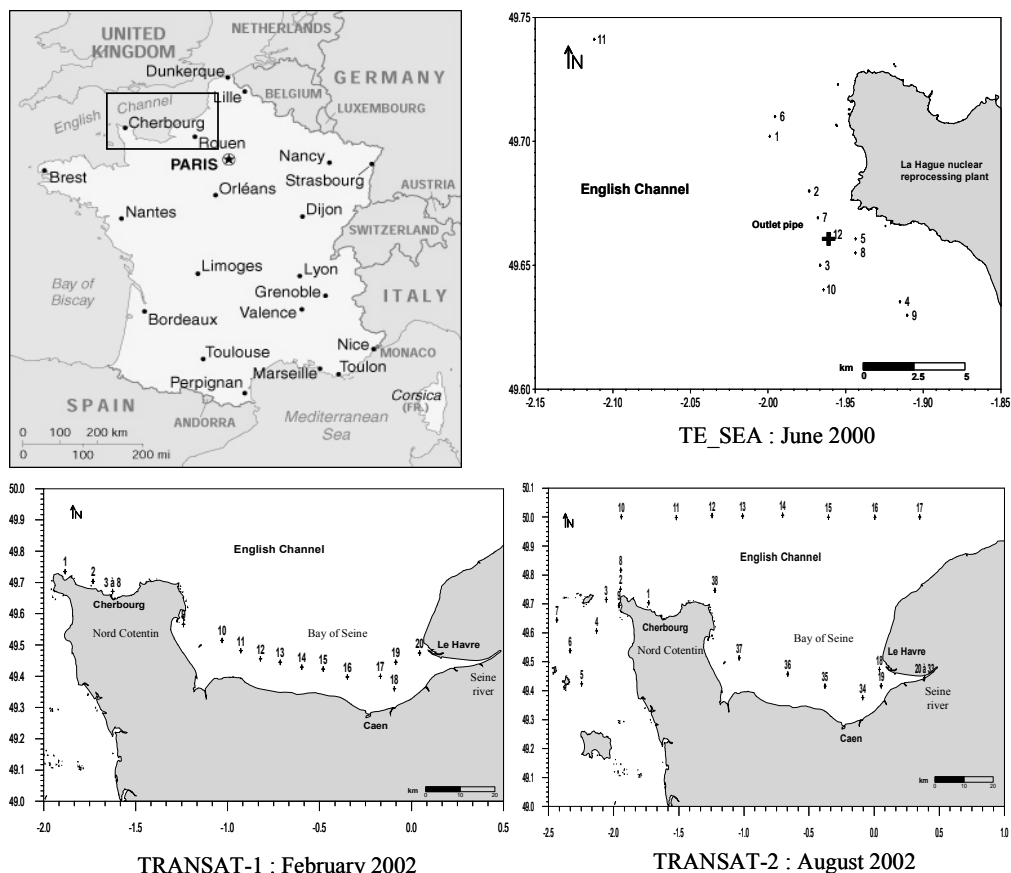 UNITED
KINGDOM
NETHERLANDS
Dunkerque
GERMANY
Lille
BELGIUM
LUXEMBOURG
English Channel
Cherbourg
Rouen
PARIS
Nancy
Strasbourg
Brest
Orléans
AUSTRIA
Nantes
Dijon
SWITZERLAND
Limoges
Lyon
Bay of
Biscay
Grenoble
ITALY
Valence
Bordeaux
Nice
MONACO
Toulouse
Marseille
Toulon
Perpignan
Corsica
(FR.)
SPAIN
ANDORRA
Mediterranean
Sea
0 100 200 km
0 100 200 mi
49.75
11
N
6
49.70
1
La Hague nuclear
reprocessing plant
English Channel
2
7
Outlet pipe
12
5
8
49.65
3
10
4
9
km
0 2.5 5
49.60
-2.15 -2.10 -2.05 -2.00 -1.95 -1.90 -1.85
TE_SEA : June 2000
50.0
49.9
49.8
49.7
49.6
49.5
49.4
49.3
49.2
49.1
49.0
N
English Channel
1
2
3 à 8
Cherbourg
Nord Cotentin
10
11
12
13
14
15
16
17
18
19
20
Bay of Seine
Le Havre
Seine
river
Caen
km
0 10 20
-2.0 -1.5 -1.0 -0.5 0.0 0.5
TRANSAT-1 : February 2002
50.1
50.0
49.9
49.8
49.7
49.6
49.5
49.4
49.3
49.2
49.1
49.0
N
10 11 12 13 14 15 16 17
English Channel
8
2
3
1
38
7
4
6
5
Cherbourg
Nord Cotentin
Bay of Seine
37
36
35
34
Le Havre
18
19
20 à 33
Seine
river
Caen
km
0 10 20
-2.5 -2.0 -1.5 -1.0 -0.5 0.0 0.5 1.0
TRANSAT-2 : August 2002